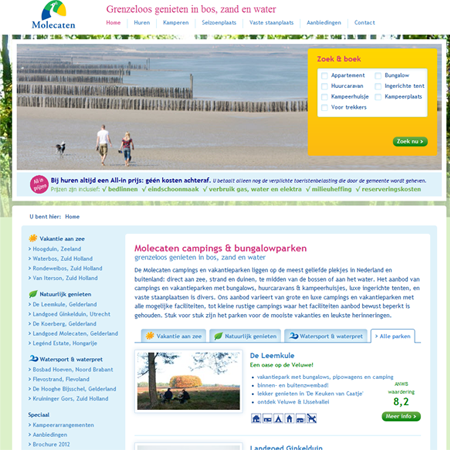 Molecaten
Grenzeloos genieten in bos, zand en water
Home Huren Kamperen Seizoenplaats Vaste staanplaats Aanbiedingen Contact
Zoek & boek
Appartement Bungalow
Huurcaravan Ingerichte tent
Kampeerhuisje Kampeerplaats
Voor trekkers
Zoek nu >
All-in prijs
Bij huren altijd een All-in prijs: géén kosten achteraf. U betaalt alleen nog de verplichte toeristenbelasting die door de gemeente wordt geheven.
Prijzen zijn inclusief: √ bedlinnen √ eindschoonmaak √ verbruik gas, water en elektra √ milieuheffing √ reserveringskosten
U bent hier: Home
Vakantie aan zee
> Hoogduin, Zeeland
> Waterbos, Zuid Holland
> Rondeweibos, Zuid Holland
> Noordduinen, Zuid Holland
Natuurlijk genieten
> De Leemkule, Gelderland
> Landgoed Ginkelduin, Utrecht
> De Koerberg, Gelderland
> Landgoed Molecaten, Gelderland
> Legénd Estate, Hongarije
Watersport & waterpret
> Bosbad Hoeven, Noord Brabant
> Flevostrand, Flevoland
> De Hooghe Bijschel, Gelderland
> Kruininger Gors, Zuid Holland
Speciaal
> Kampeerarrangementen
> Aanbiedingen
> Brochure 2012
Molecaten campings & bungalowparken
grenzeloos genieten in bos, zand en water
De Molecaten campings en vakantieparken liggen op de meest geliefde plekjes in Nederland en
buitenland: direct aan zee, strand en duinen, te midden van de bossen of aan het water. Het aanbod van
campings en vakantieparken met bungalows, huurcaravans & kampeerhuisjes, luxe ingerichte tenten, en
vaste staanplaatsen is divers. Ons aanbod varieert van grote en luxe campings en vakantieparken met
alle mogelijke faciliteiten, tot kleine rustige campings waar het faciliteiten aanbod bewust beperkt is
gehouden. Stuk voor stuk zijn het parken voor de mooiste vakanties en leukste herinneringen.
Vakantie aan zee Natuurlijk genieten Watersport & waterpret > Alle parken
De Leemkule
Een oase op de Veluwe!
• vakantiepark met bungalows, pipowagens en camping
• binnen- en buitenzwembad!
• lekker genieten in 'De Keuken van Caatje'
• ontdek Veluwe & IJsselvallei
ANWB
waardering
8,2
Meer info >
Landgoed Ginkelduin